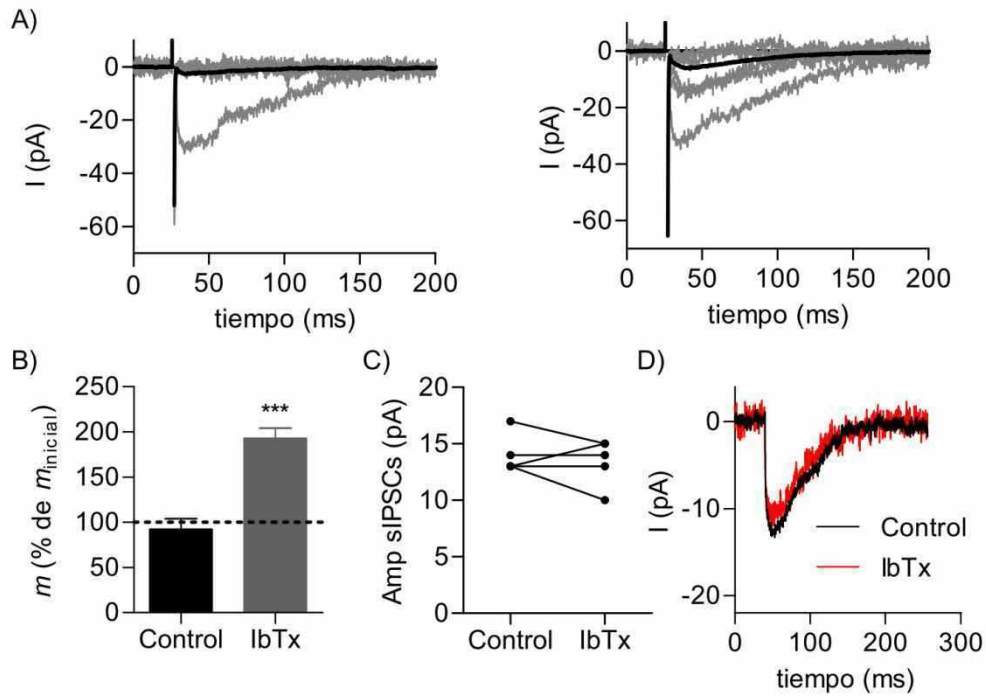 A)
0
-20
-40
-60
I (pA)
0 50 100 150 200
tiempo (ms)
0
-20
-40
-60
I (pA)
0 50 100 150 200
tiempo (ms)
B)
250
200
150
100
50
0
m (% de m inicial)
***
Control IbTx
C)
20
15
10
5
0
Amp sIPSCs (pA)
Control IbTx
D)
0
-10
-20
I (pA)
Control
IbTx
0 100 200 300
tiempo (ms)